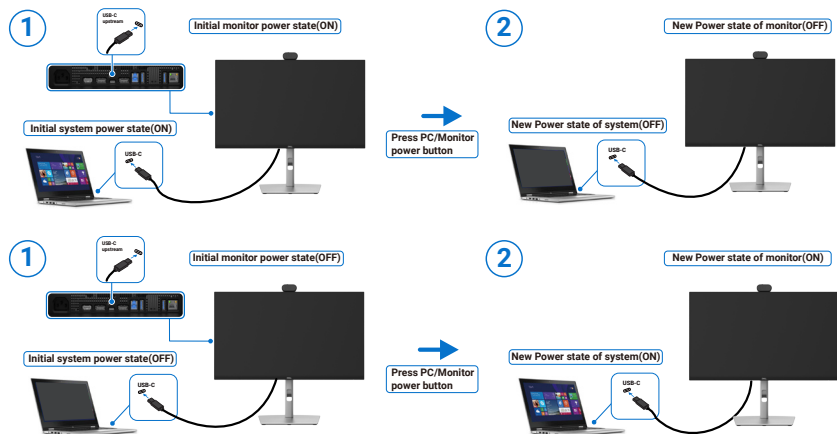 1
USB-C
upstream
Initial monitor power state(ON)
Initial system power state(ON)
USB-C
Press PC/Monitor
power button
2
New Power state of monitor(OFF)
New Power state of system(OFF)
USB-C
1
USB-C
upstream
Initial monitor power state(OFF)
Initial system power state(OFF)
USB-C
Press PC/Monitor
power button
2
New Power state of monitor(ON)
New Power state of system(ON)
USB-C